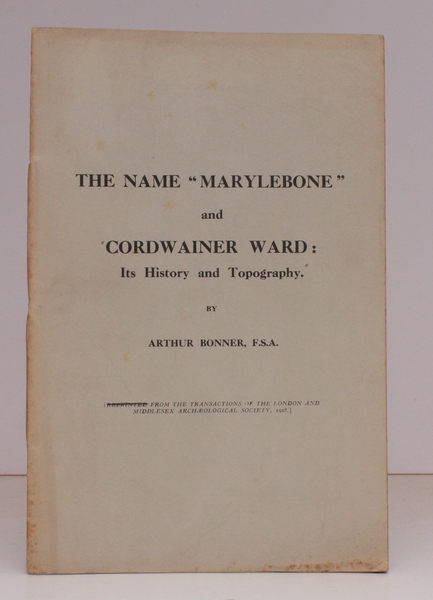 THE NAME "MARYLEBONE"
and
"CORDWAINER WARD:
Its History and Topography."
BY
ARTHUR BONNER, F.S.A.
[REPRINTED FROM THE TRANSACTIONS OF THE LONDON AND
MIDDLESEX ARCHÆOLOGICAL SOCIETY, 1918.]